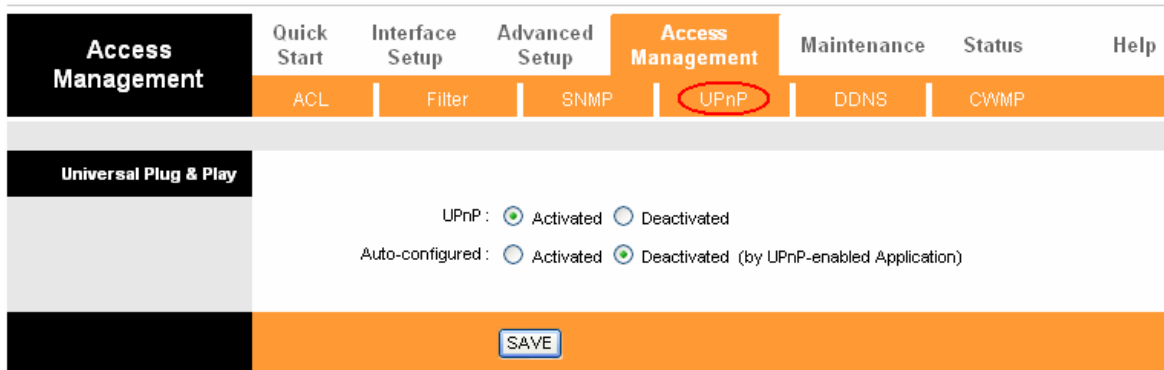 Access Management
Quick Start
Interface Setup
Advanced Setup
Access Management
Maintenance
Status
Help
ACL
Filter
SNMP
UPnP
DDNS
CWMP
Universal Plug & Play
UPnP : Activated Deactivated
Auto-configured : Activated Deactivated (by UPnP-enabled Application)
SAVE